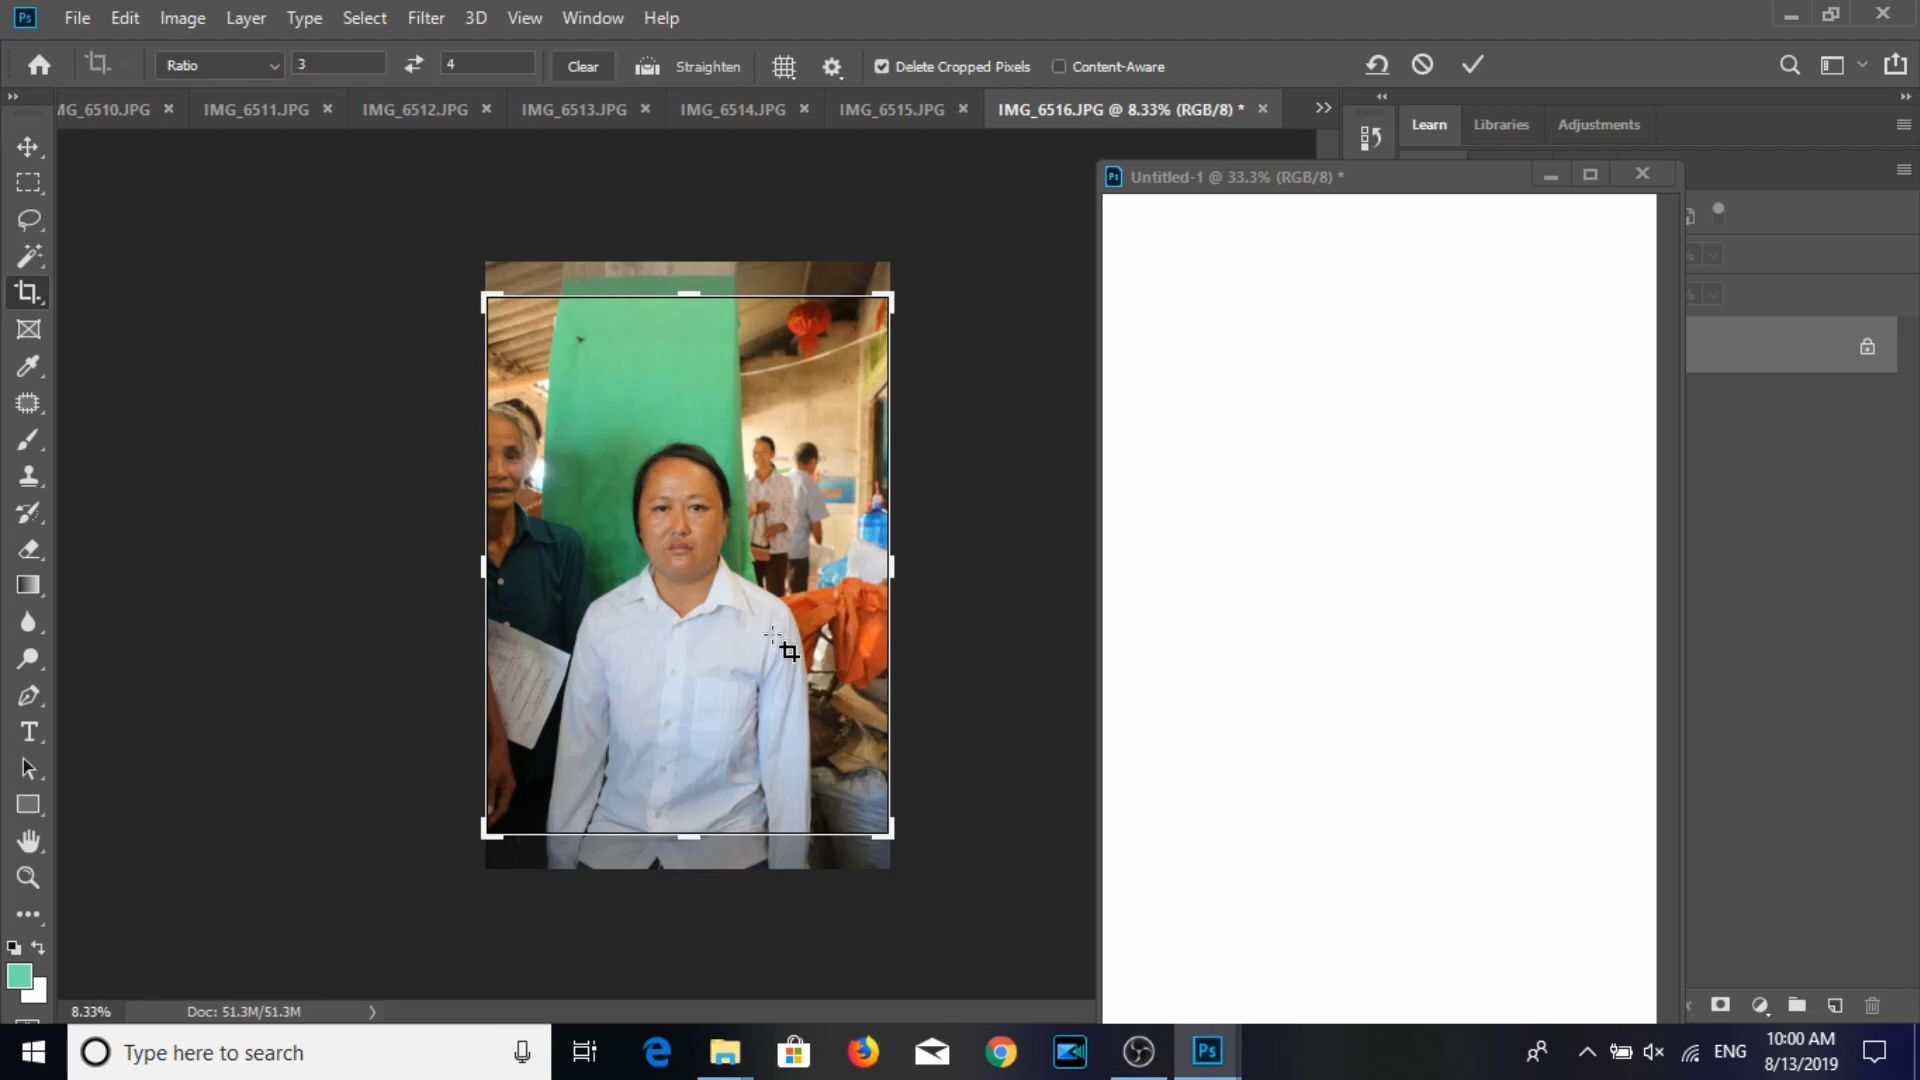 Ps File Edit Image Layer Type Select Filter 3D View Window Help
Ratio 3 4 Clear Straighten Delete Cropped Pixels Content-Aware
MG_6510.JPG IMG_6511.JPG IMG_6512.JPG IMG_6513.JPG IMG_6514.JPG IMG_6515.JPG IMG_6516.JPG @ 8.33% (RGB/8) *
Learn Libraries Adjustments
Ps Untitled-1 @ 33.3% (RGB/8) *
8.33% Doc: 51.3M/51.3M
Type here to search
Ps
ENG
10:00 AM
8/13/2019